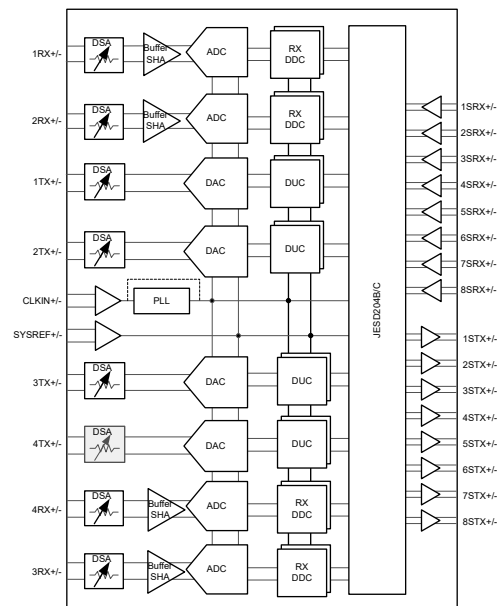 1RX+/-
DSA
Buffer
SHA
ADC
RX
DDC
2RX+/-
DSA
Buffer
SHA
ADC
RX
DDC
1TX+/-
DSA
DAC
DUC
2TX+/-
DSA
DAC
DUC
CLKIN+/-
PLL
SYSREF+/-
3TX+/-
DSA
DAC
DUC
4TX+/-
DSA
DAC
DUC
4RX+/-
DSA
Buffer
SHA
ADC
RX
DDC
3RX+/-
DSA
Buffer
SHA
ADC
RX
DDC
JESD204B/C
1SRX+/-
2SRX+/-
3SRX+/-
4SRX+/-
5SRX+/-
6SRX+/-
7SRX+/-
8SRX+/-
1STX+/-
2STX+/-
3STX+/-
4STX+/-
5STX+/-
6STX+/-
7STX+/-
8STX+/-